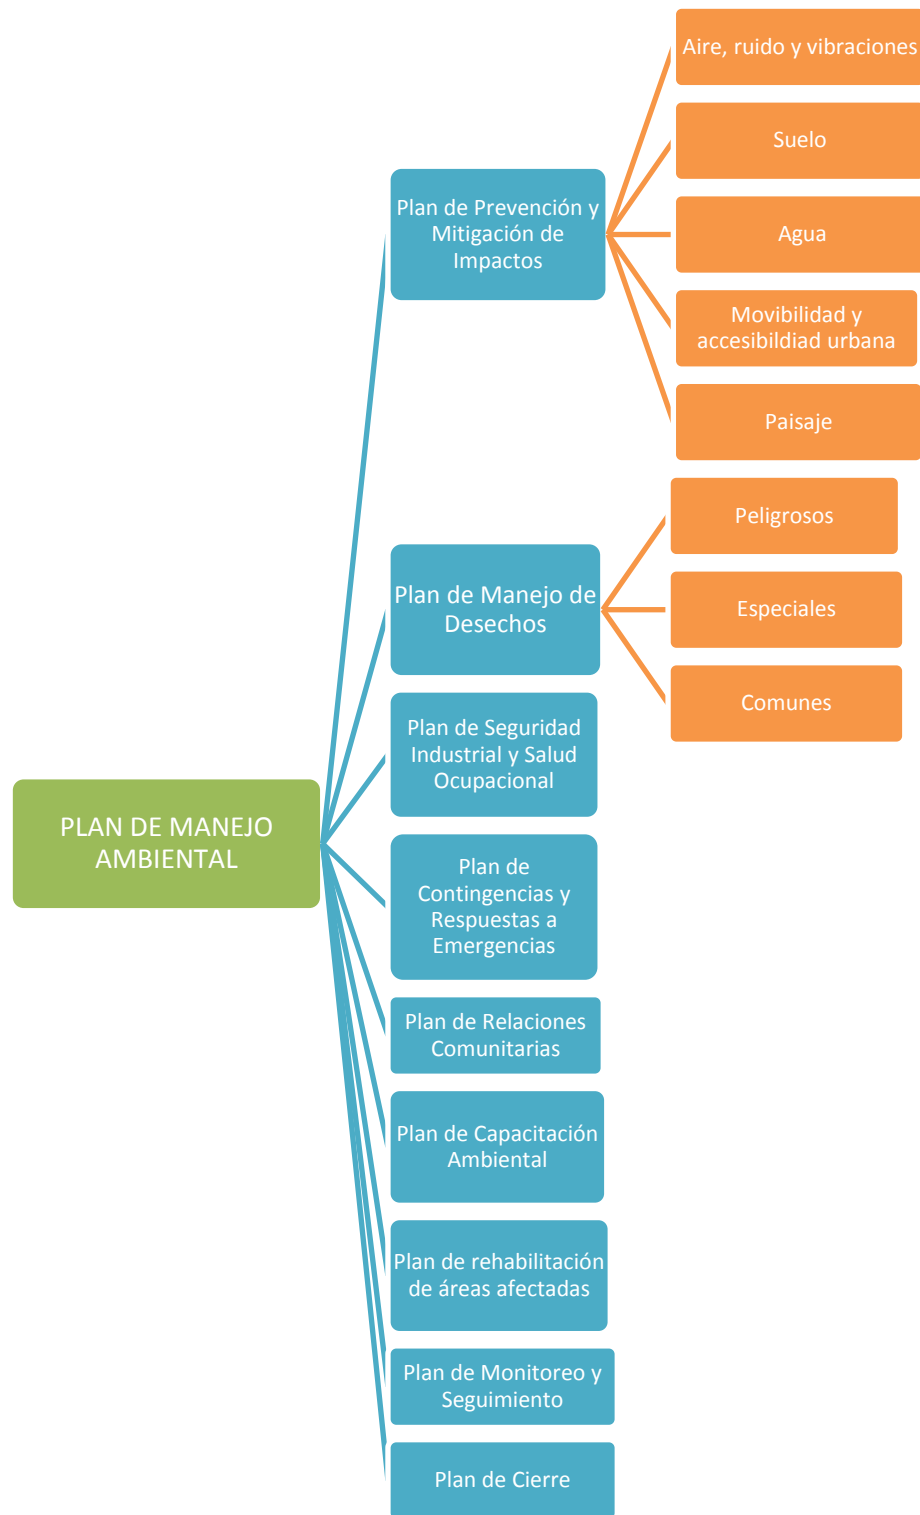 PLAN DE MANEJO
AMBIENTAL
Plan de Prevención y
Mitigación de
Impactos
Aire, ruido y vibraciones
Suelo
Agua
Movibilidad y
accesibildiad urbana
Paisaje
Plan de Manejo de
Desechos
Peligrosos
Especiales
Comunes
Plan de Seguridad
Industrial y Salud
Ocupacional
Plan de
Contingencias y
Respuestas a
Emergencias
Plan de Relaciones
Comunitarias
Plan de Capacitación
Ambiental
Plan de rehabilitación
de áreas afectadas
Plan de Monitoreo y
Seguimiento
Plan de Cierre